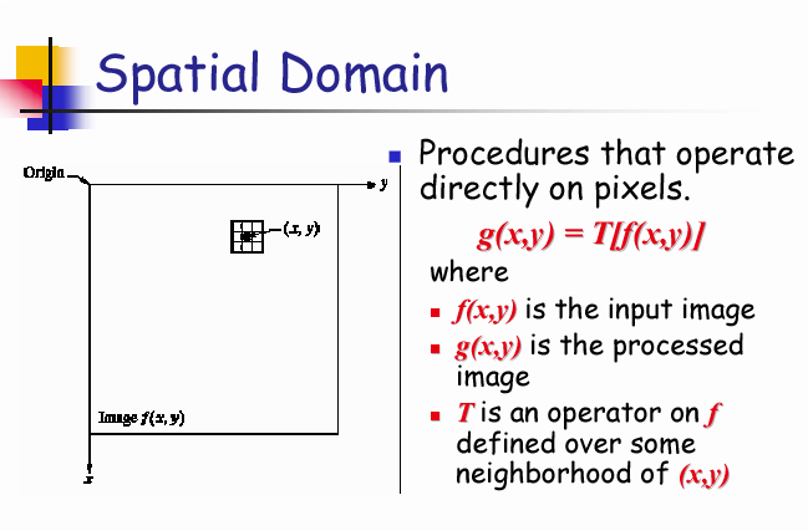 Spatial Domain
Origin
y
(x, y)
Image f(x, y)
x
Procedures that operate
directly on pixels.
g(x,y) = T[f(x,y)]
where
f(x,y) is the input image
g(x,y) is the processed
image
T is an operator on f
defined over some
neighborhood of (x,y)